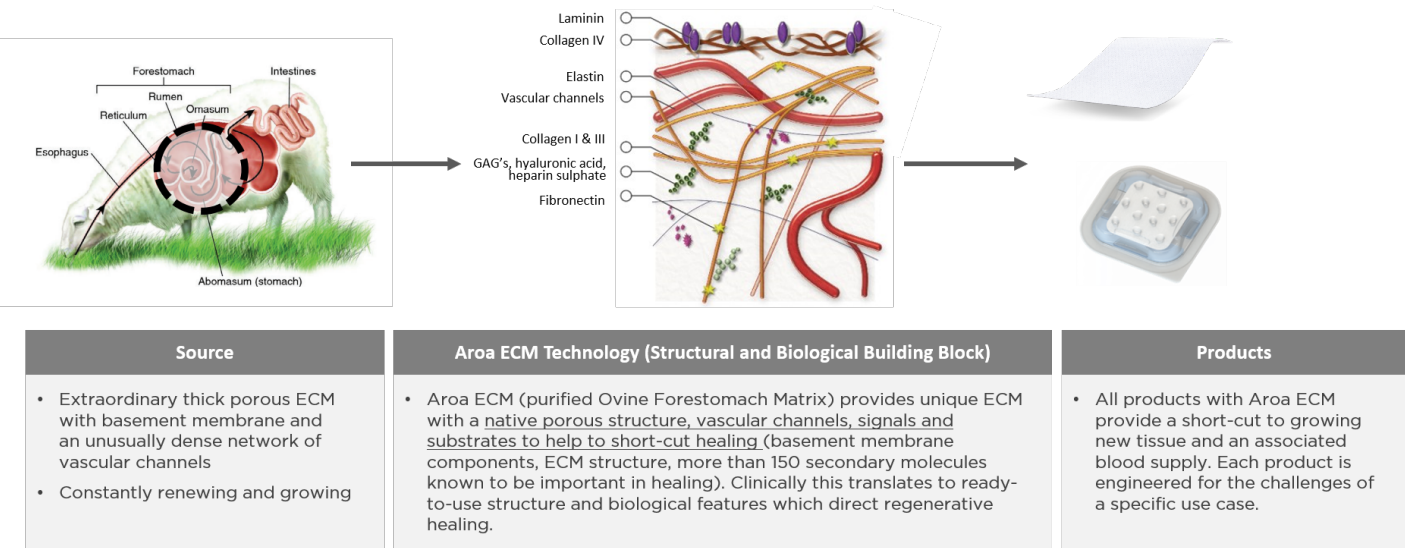 Forestomach
Intestines
Rumen
Omasum
Reticulum
Esophagus
Abomasum (stomach)
Laminin
Collagen IV
Elastin
Vascular channels
Collagen I & III
GAG's, hyaluronic acid,
heparin sulphate
Fibronectin
Source
• Extraordinary thick porous ECM
with basement membrane and
an unusually dense network of
vascular channels
• Constantly renewing and growing
Aroa ECM Technology (Structural and Biological Building Block)
• Aroa ECM (purified Ovine Forestomach Matrix) provides unique ECM
with a native porous structure, vascular channels, signals and
substrates to help to short-cut healing (basement membrane
components, ECM structure, more than 150 secondary molecules
known to be important in healing). Clinically this translates to ready-
to-use structure and biological features which direct regenerative
healing.
Products
• All products with Aroa ECM
provide a short-cut to growing
new tissue and an associated
blood supply. Each product is
engineered for the challenges of
a specific use case.